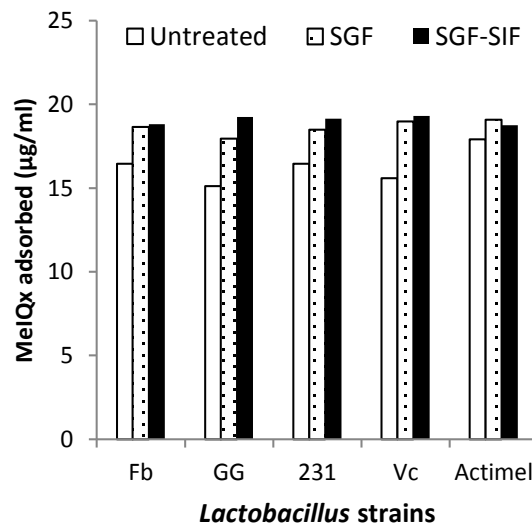 25
Untreated SGF SGF-SIF
20
15
10
5
0
MeIQx adsorbed (µg/ml)
Fb GG 231 Vc Actimel
Lactobacillus strains